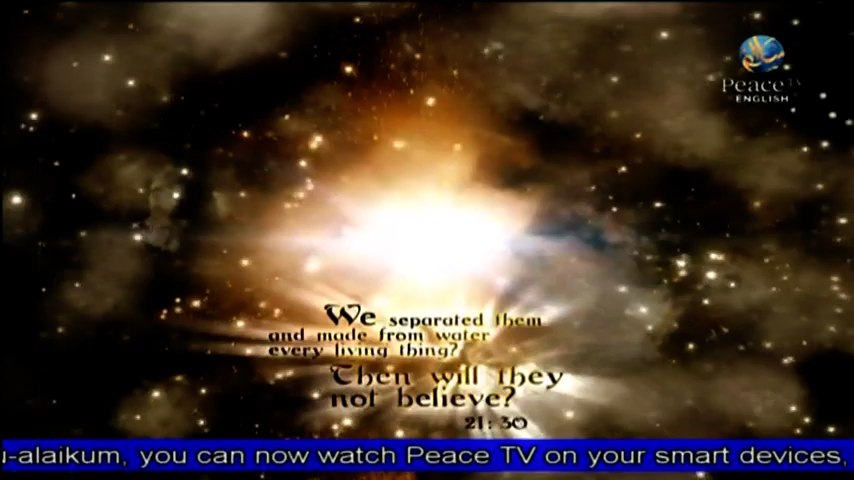 Peace TV
ENGLISH
We separated them
and made from water
every living thing?
Then will they
not believe?
21:30
-alaikum, you can now watch Peace TV on your smart devices,